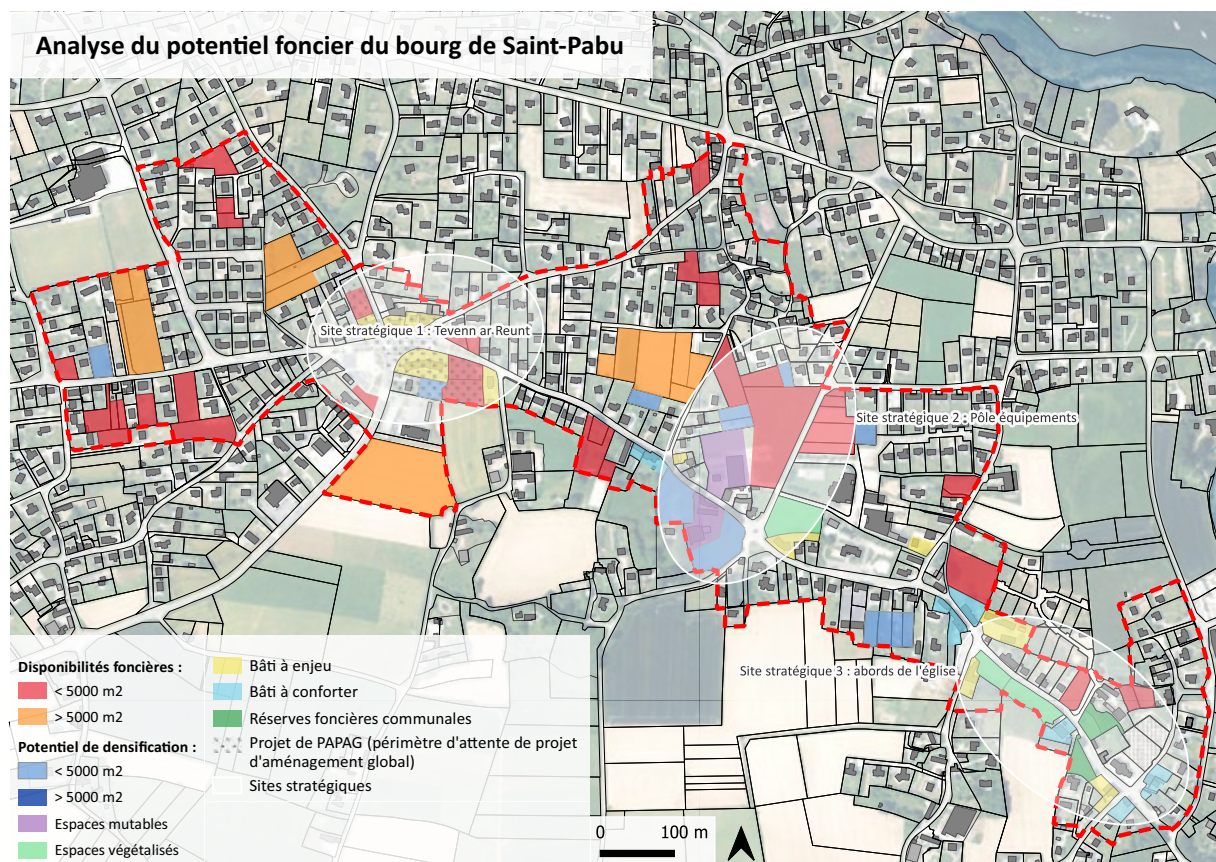 Analyse du potentiel foncier du bourg de Saint-Pabu
Site stratégique 1 : Tevenn ar Reunt
Site stratégique 2 : Pôle équipements
Site stratégique 3 : abords de l'église
Disponibilités foncières :
< 5000 m2
> 5000 m2
Potentiel de densification :
< 5000 m2
> 5000 m2
Espaces mutables
Espaces végétalisés
Bâti à enjeu
Bâti à conforter
Réserves foncières communales
Projet de PAPAG (périmètre d'attente de projet
d'aménagement global)
Sites stratégiques
0 100 m